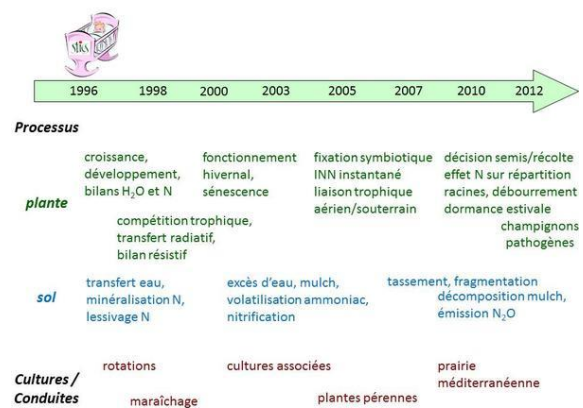 STICS
1996 1998 2000 2003 2005 2007 2010 2012
Processus
plante
croissance,
développement,
bilans H₂O et N
compétition trophique,
transfert radiatif,
bilan résistif
fonctionnement
hivernal,
sénescence
fixation symbiotique
INN instantané
liaison trophique
aérien/souterrain
décision semis/récolte
effet N sur répartition
racines, débourrement
dormance estivale
champignons
pathogènes
sol
transfert eau,
minéralisation N,
lessivage N
excès d'eau, mulch,
volatilisation ammoniac,
nitrification
tassement, fragmentation
décomposition mulch,
émission N₂O
Cultures /
Conduites
rotations
maraîchage
cultures associées
plantes pérennes
prairie
méditerranéenne